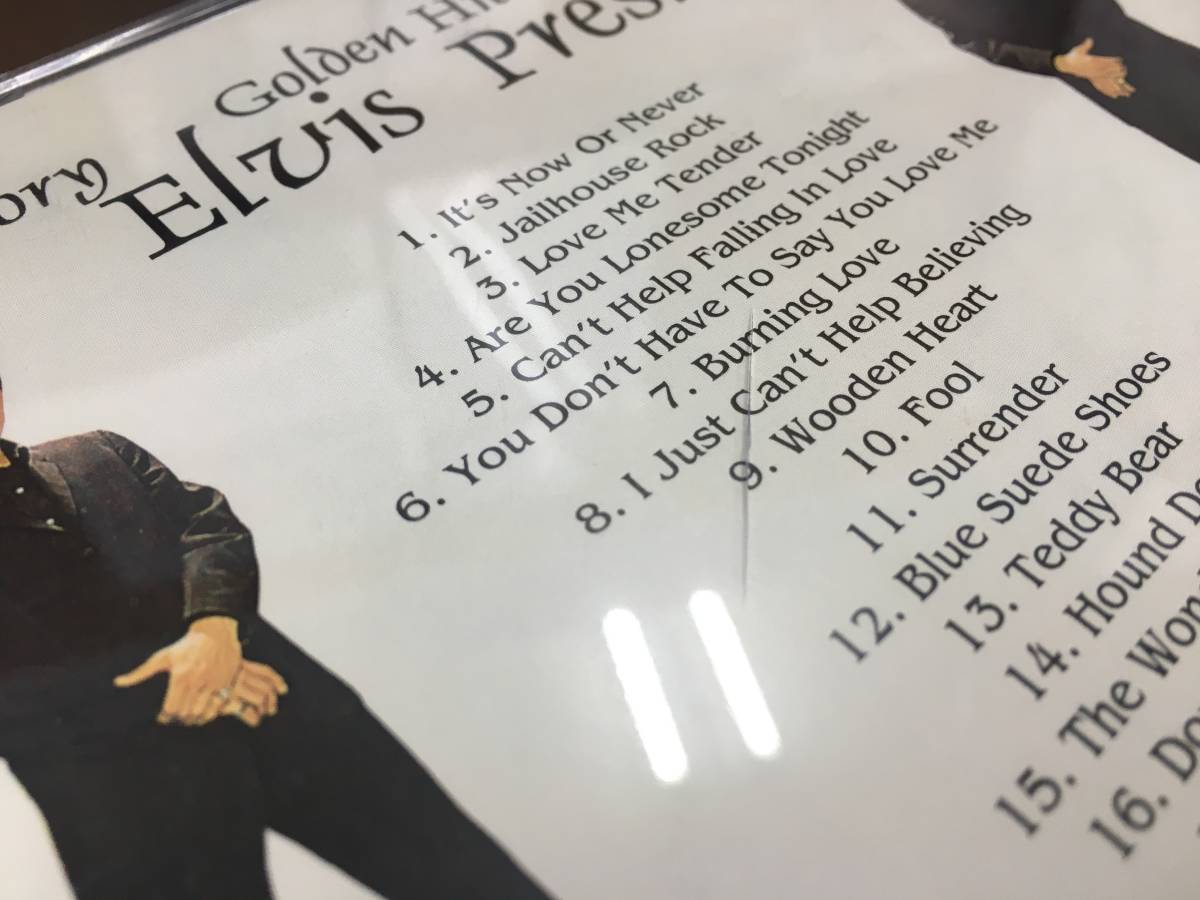 Golden
Elvis
1. It's Now Or Never
2. Jailhouse Rock
3. Love Me Tender
4. Are You Lonesome Tonight
5. Can't Help Falling In Love
6. You Don't Have To Say You Love Me
7. Burning Love
8. I Just Can't Help Believing
9. Wooden Heart
10. Fool
11. Surrender
12. Blue Suede Shoes
13. Teddy Bear
14. Hound
15. The
16.